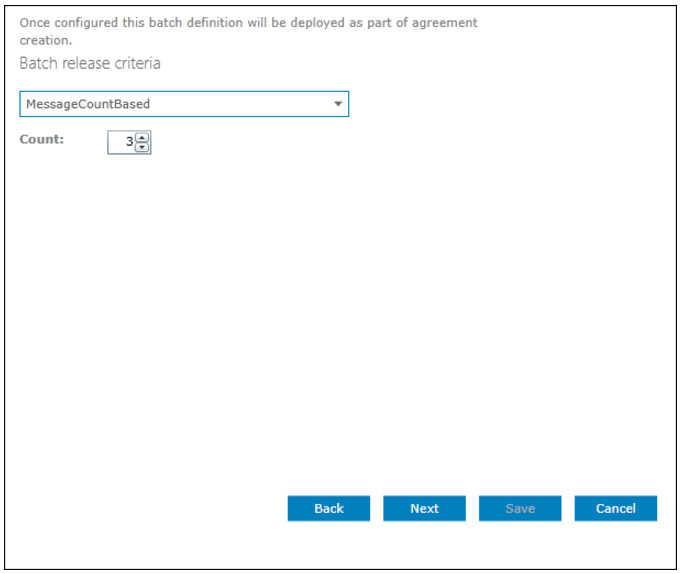 Once configured this batch definition will be deployed as part of agreement
creation.
Batch release criteria
MessageCountBased
Count: 3
Back Next Save Cancel